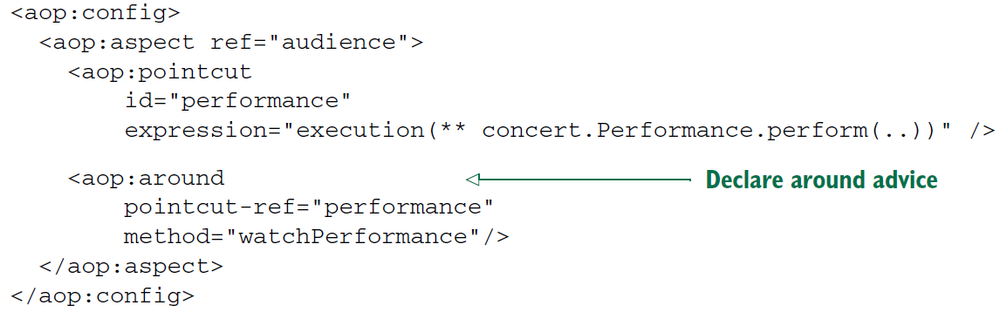 <aop:config>
<aop:aspect ref="audience">
<aop:pointcut
id="performance"
expression="execution(** concert.Performance.perform(..))" />
<aop:around
Declare around advice
pointcut-ref="performance"
method="watchPerformance"/>
</aop:aspect>
</aop:config>